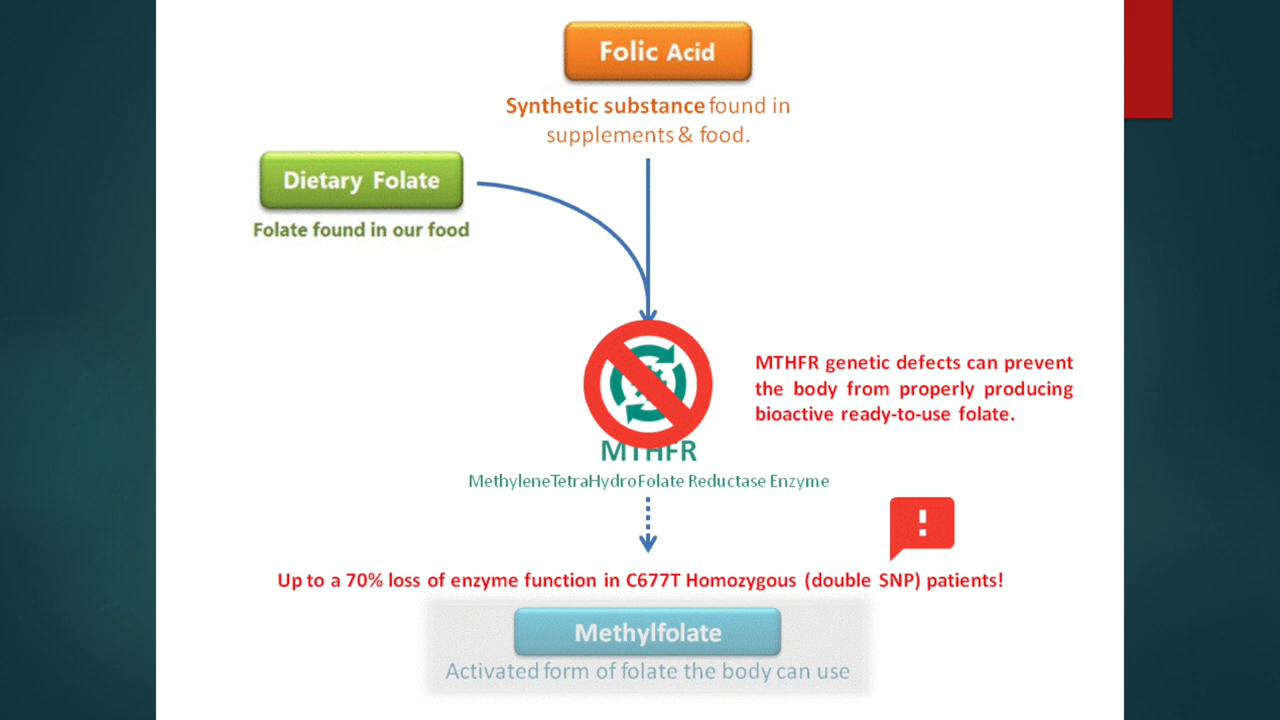 Folic Acid
Synthetic substance found in
supplements & food.
Dietary Folate
Folate found in our food
MTHFR genetic defects can prevent
the body from properly producing
bioactive ready-to-use folate.
MTHFR
MethyleneTetraHydroFolate Reductase Enzyme
!
Up to a 70% loss of enzyme function in C677T Homozygous (double SNP) patients!
Methylfolate
Activated form of folate the body can use